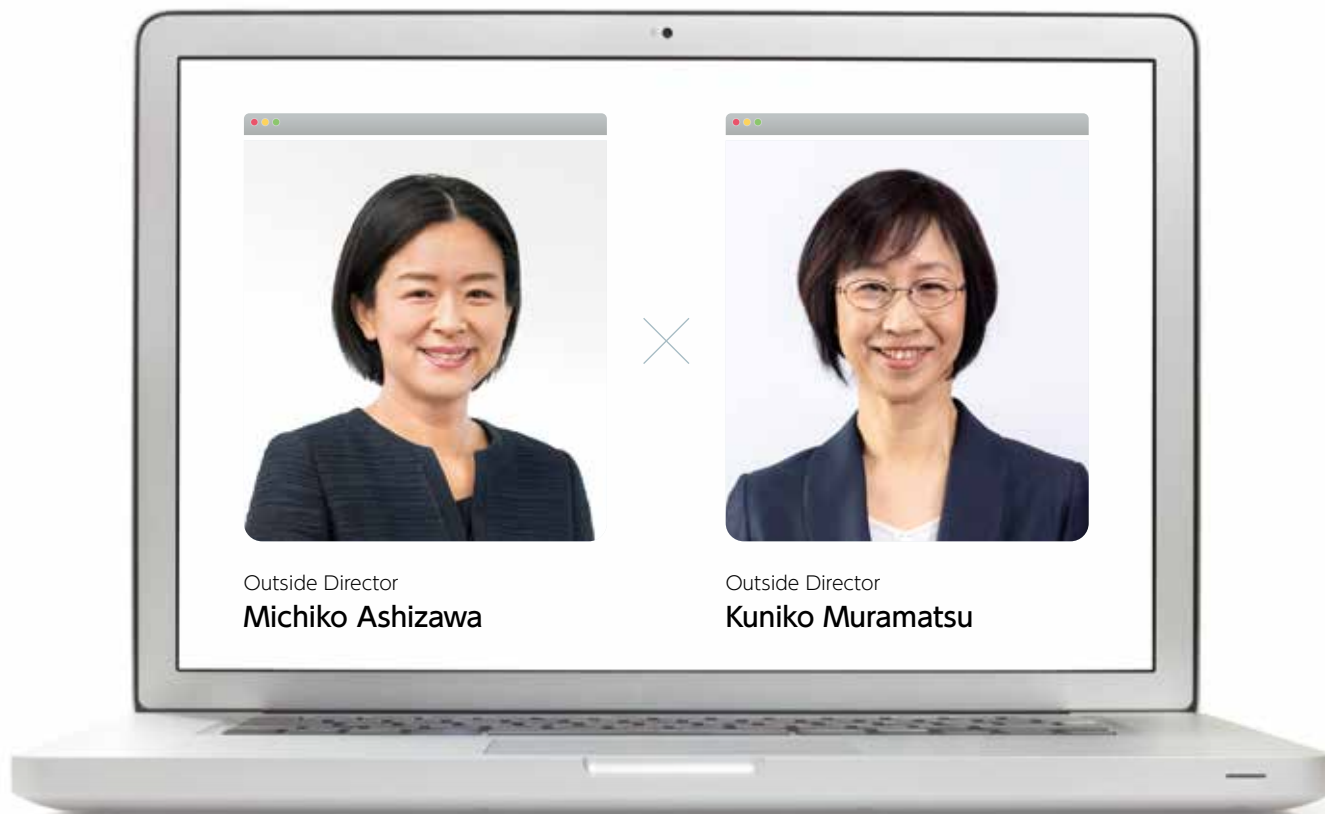 Outside Director
Michiko Ashizawa
Outside Director
Kuniko Muramatsu